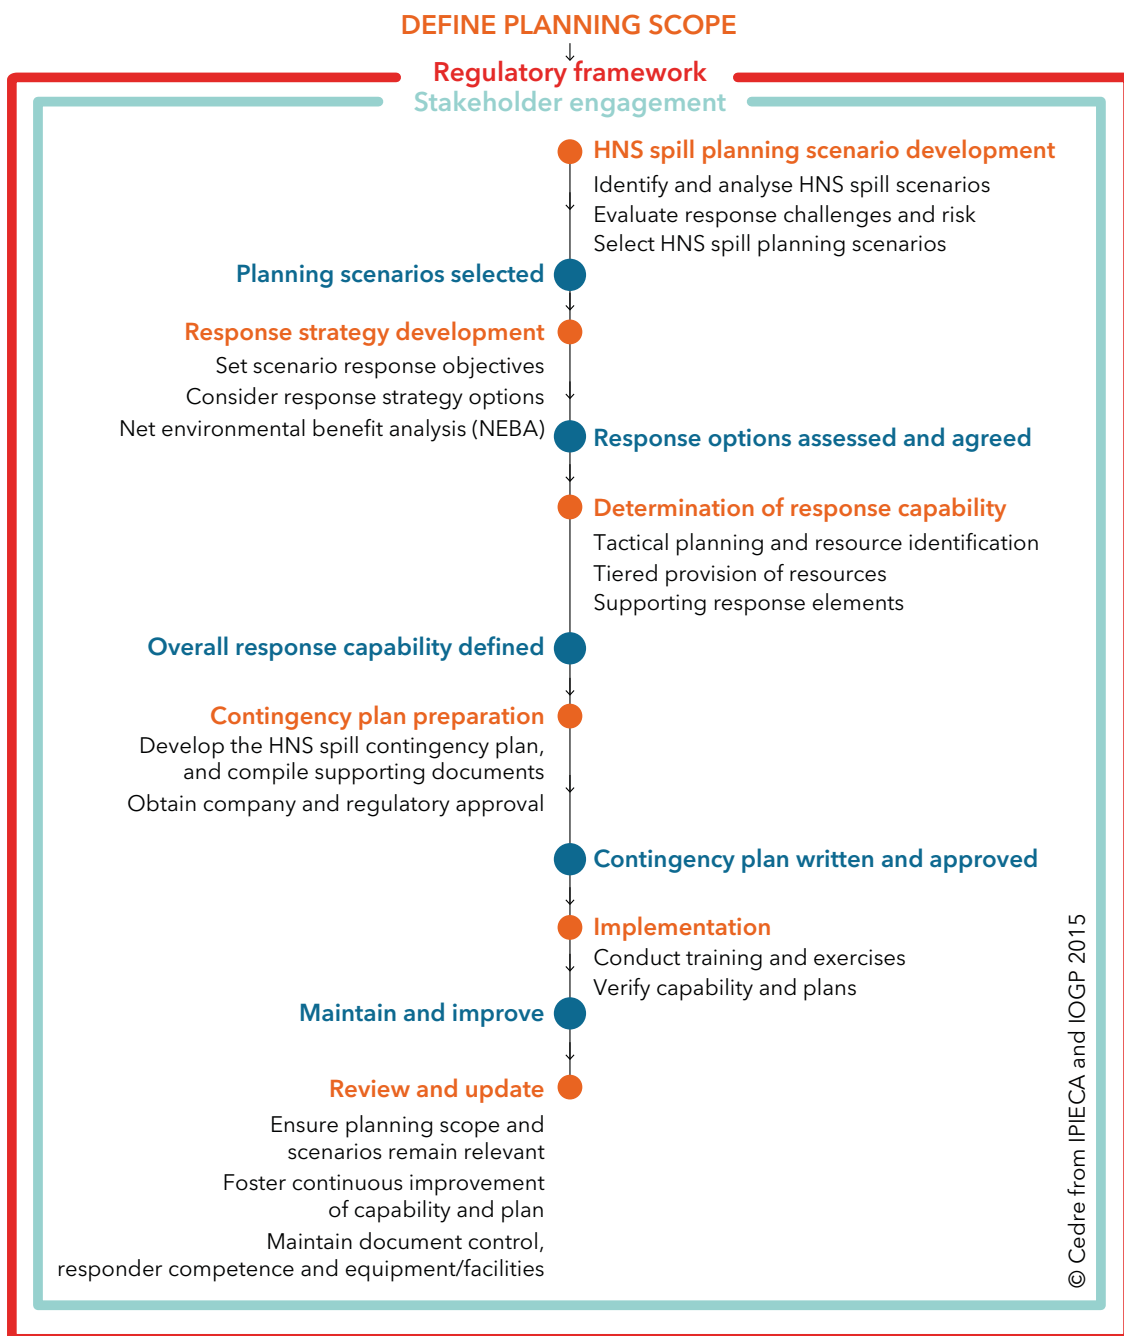 DEFINE PLANNING SCOPE
Regulatory framework
Stakeholder engagement
HNS spill planning scenario development
Identify and analyse HNS spill scenarios
Evaluate response challenges and risk
Select HNS spill planning scenarios
Planning scenarios selected
Response strategy development
Set scenario response objectives
Consider response strategy options
Net environmental benefit analysis (NEBA)
Response options assessed and agreed
Determination of response capability
Tactical planning and resource identification
Tiered provision of resources
Supporting response elements
Overall response capability defined
Contingency plan preparation
Develop the HNS spill contingency plan,
and compile supporting documents
Obtain company and regulatory approval
Contingency plan written and approved
Implementation
Conduct training and exercises
Verify capability and plans
Maintain and improve
Review and update
Ensure planning scope and
scenarios remain relevant
Foster continuous improvement
of capability and plan
Maintain document control,
responder competence and equipment/facilities
© Cedre from IPIECA and IOGP 2015